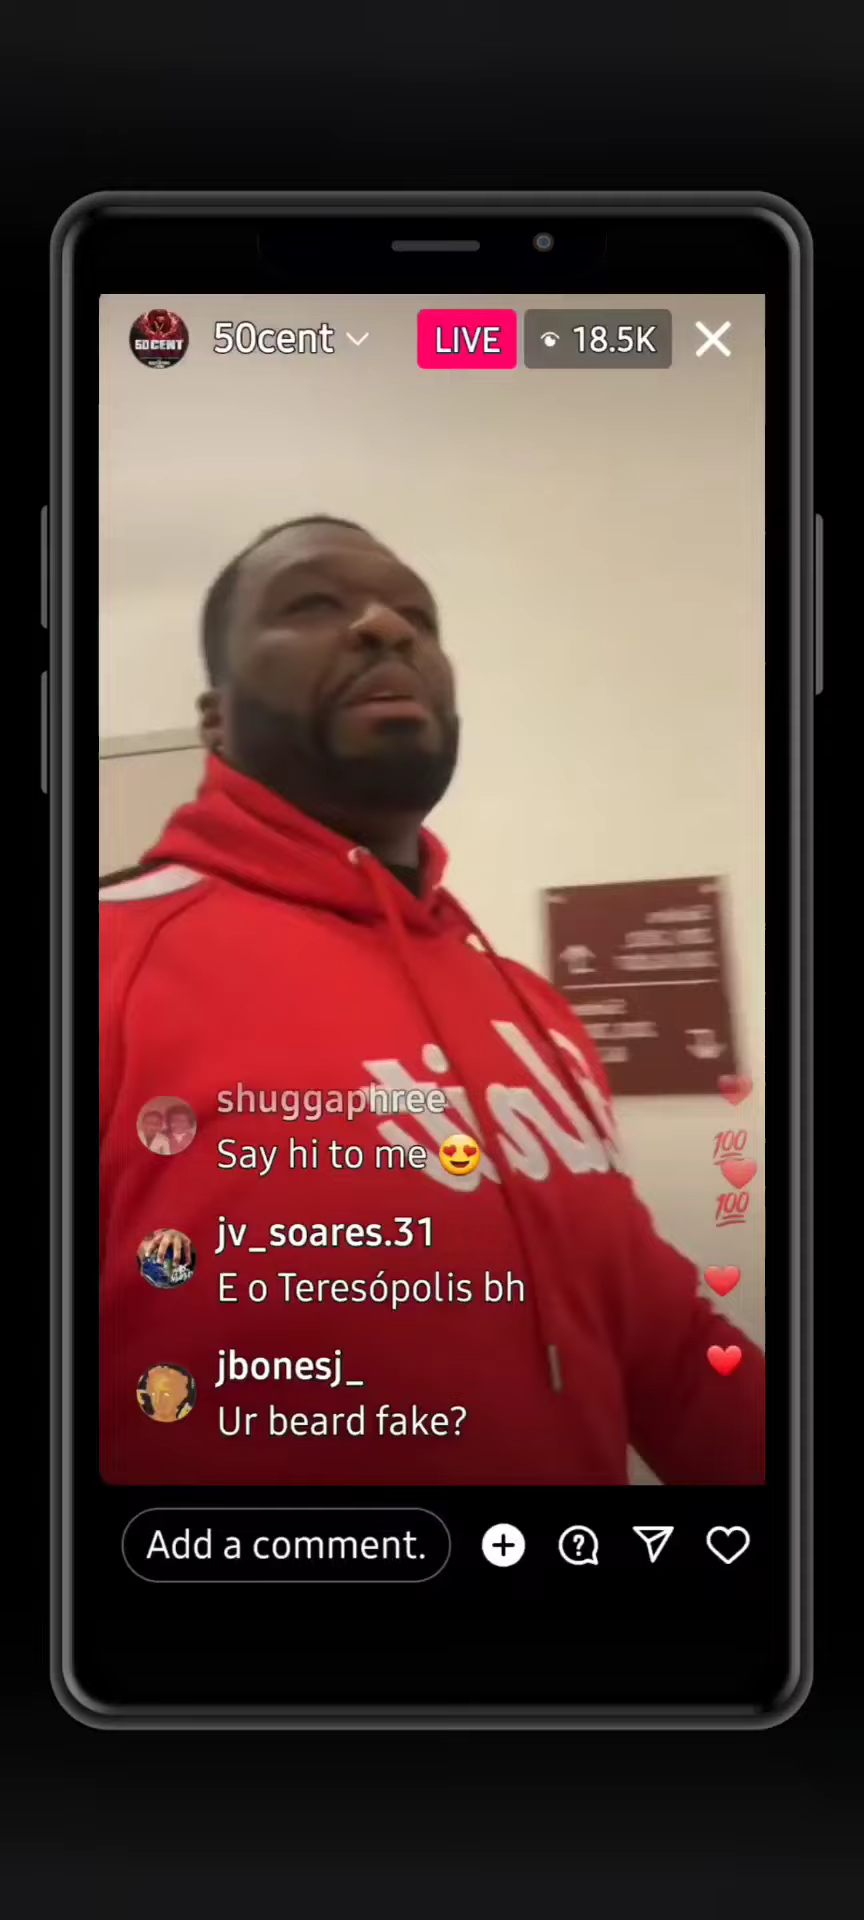 50CENT
50cent
LIVE
18.5K
shuggaphree
Say hi to me 😍
jv_soares.31
E o Teresópolis bh
jbonesj_
Ur beard fake?
100
100
Add a comment.